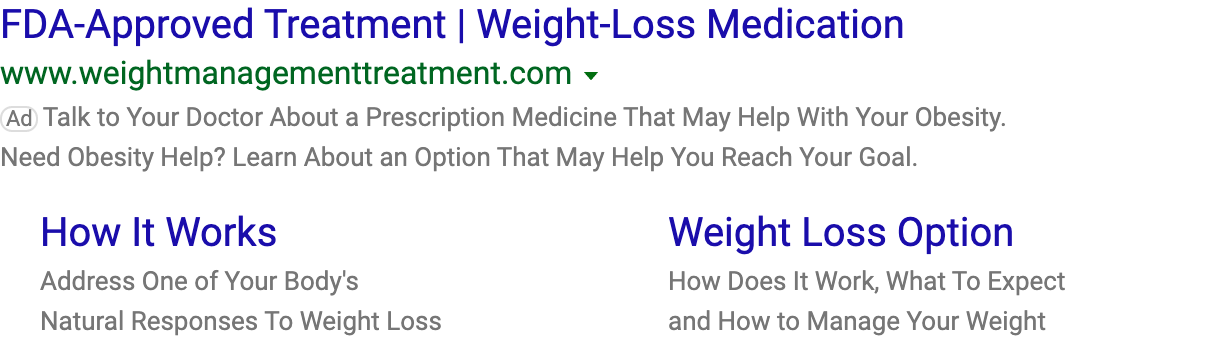 FDA-Approved Treatment | Weight-Loss Medication
www.weightmanagementtreatment.com
Ad Talk to Your Doctor About a Prescription Medicine That May Help With Your Obesity.
Need Obesity Help? Learn About an Option That May Help You Reach Your Goal.
How It Works
Address One of Your Body's
Natural Responses To Weight Loss
Weight Loss Option
How Does It Work, What To Expect
and How to Manage Your Weight